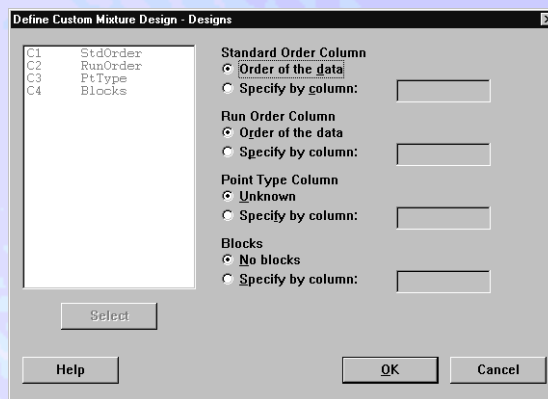 Define Custom Mixture Design - Designs
C1 StdOrder
C2 RunOrder
C3 PtType
C4 Blocks
Select
Standard Order Column
Order of the data
Specify by column:
Run Order Column
Order of the data
Specify by column:
Point Type Column
Unknown
Specify by column:
Blocks
No blocks
Specify by column:
Help
OK
Cancel